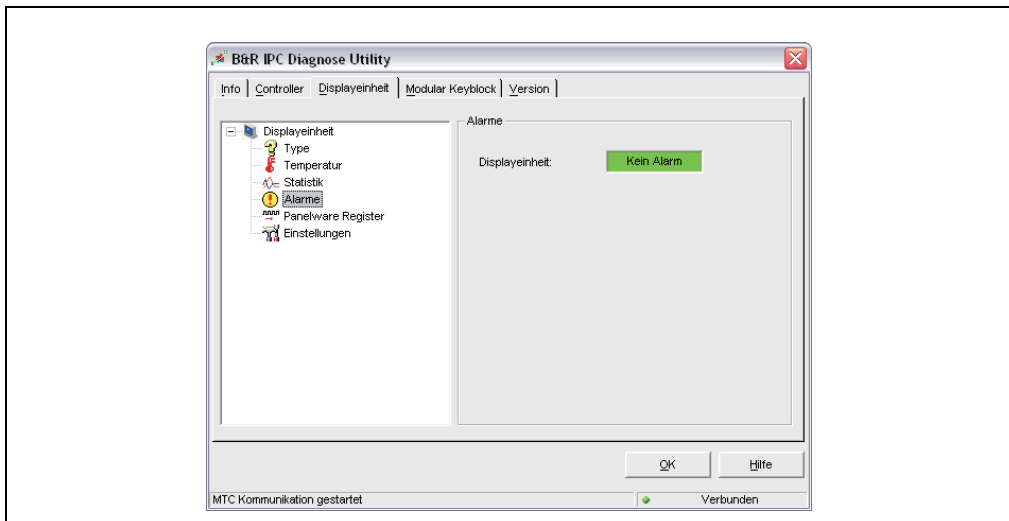 B&R IPC Diagnose Utility
Info Controller Displayeinheit Modular Keyblock Version
Displayeinheit
Type
Temperatur
Statistik
Alarme
Panelware Register
Einstellungen
Alarme
Displayeinheit: Kein Alarm
OK Hilfe
MTC Kommunikation gestartet Verbunden